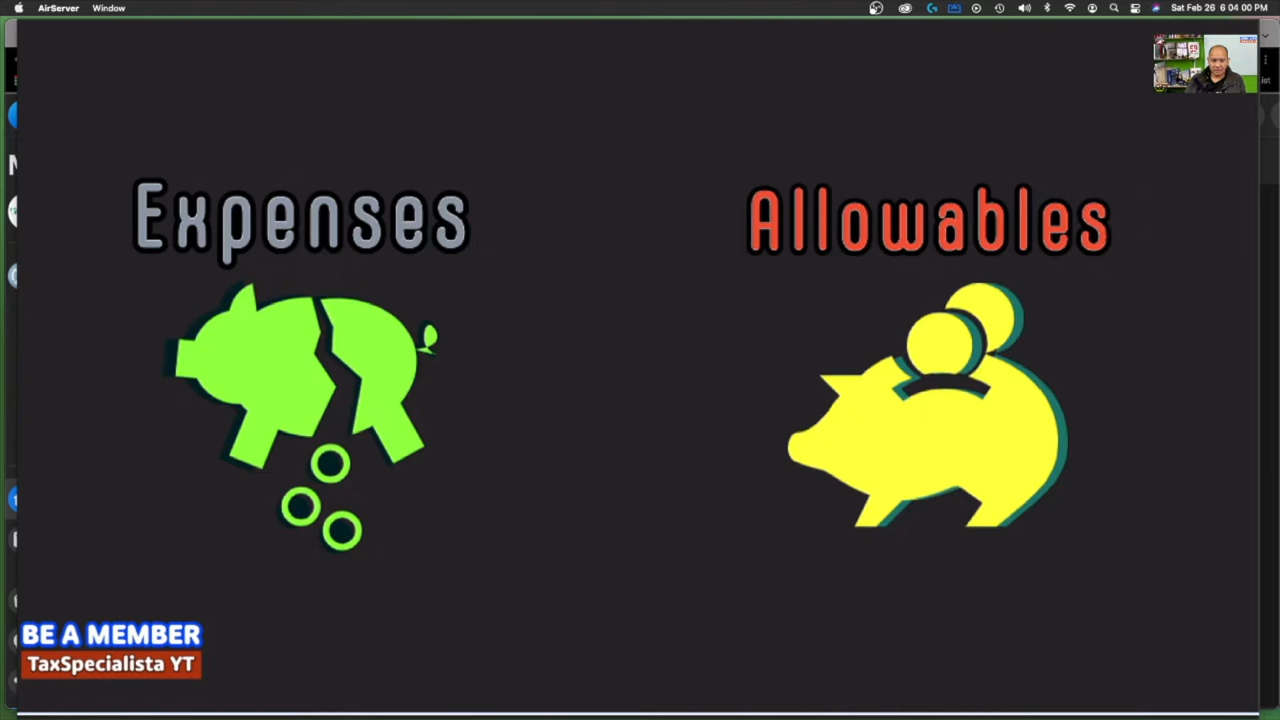 AirServer Window Sat Feb 26 6:04:00 PM
Expenses Allowables
BE A MEMBER
TaxSpecialista YT